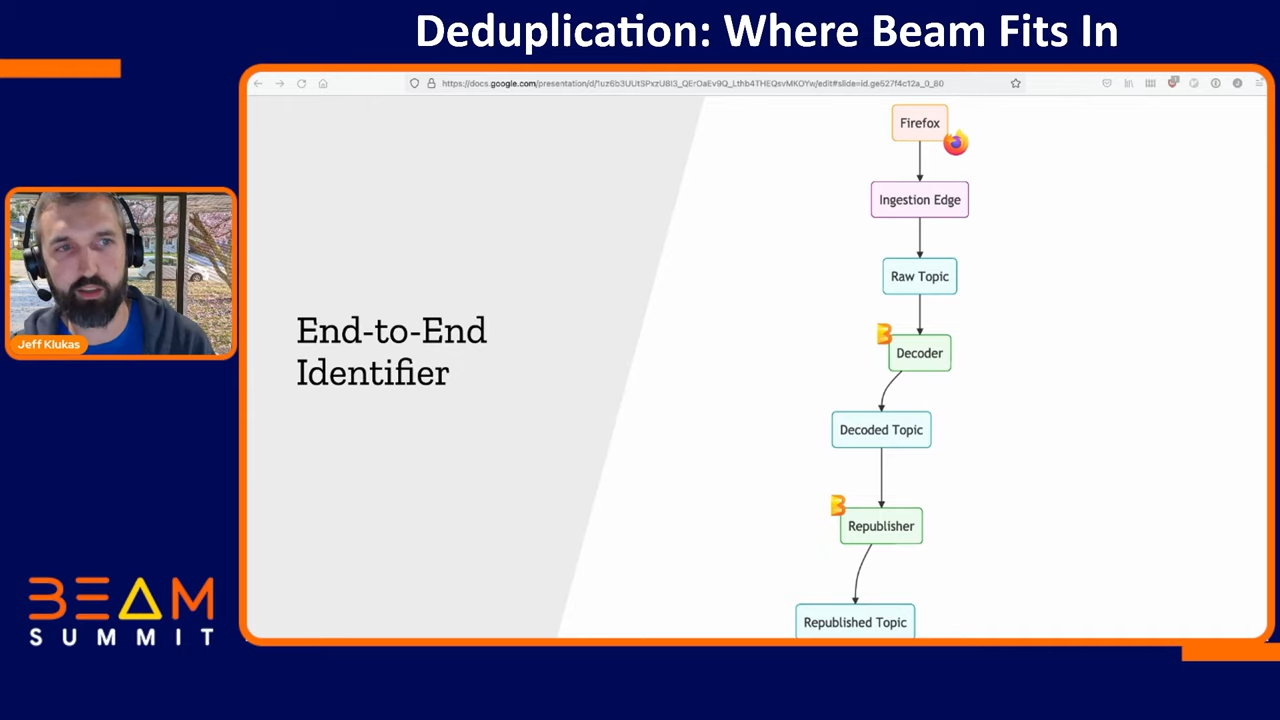 Deduplication: Where Beam Fits In
https://docs.google.com/presentation/d/1uz6b3UUtSPxzU8I3_QErOaEv9Q_Lthb4THEQsvMKOYw/edit#slide=id.ge527f4c12a_0_80
Firefox
Ingestion Edge
Raw Topic
Jeff Klukas
End-to-End
Identifier
Decoder
Decoded Topic
Republisher
Republished Topic
BEAM
SUMMIT